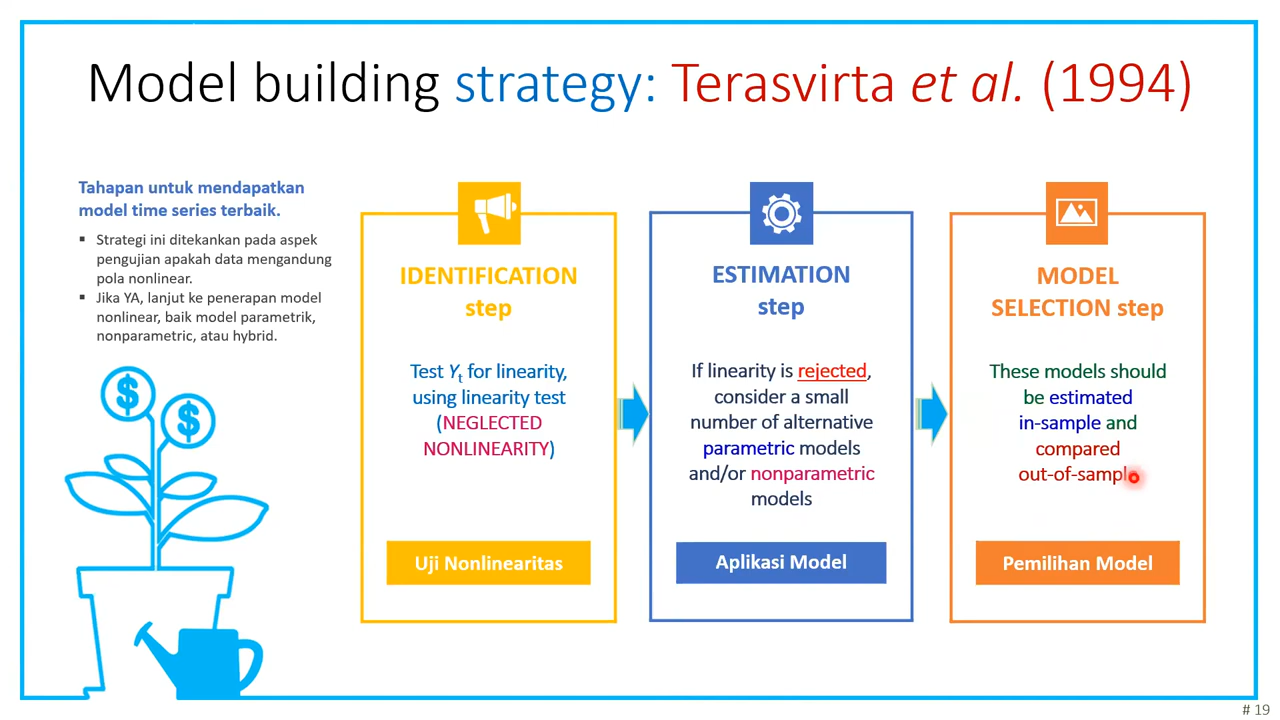 Model building strategy: Terasvirta et al. (1994)
Tahapan untuk mendapatkan
model time series terbaik.
▪ Strategi ini ditekankan pada aspek
pengujian apakah data mengandung
pola nonlinear.
▪ Jika YA, lanjut ke penerapan model
nonlinear, baik model parametrik,
nonparametric, atau hybrid.
$
$
IDENTIFICATION
step
Test Yt for linearity,
using linearity test
(NEGLECTED
NONLINEARITY)
Uji Nonlinearitas
ESTIMATION
step
If linearity is rejected,
consider a small
number of alternative
parametric models
and/or nonparametric
models
Aplikasi Model
MODEL
SELECTION step
These models should
be estimated
in-sample and
compared
out-of-sample
Pemilihan Model
# 19